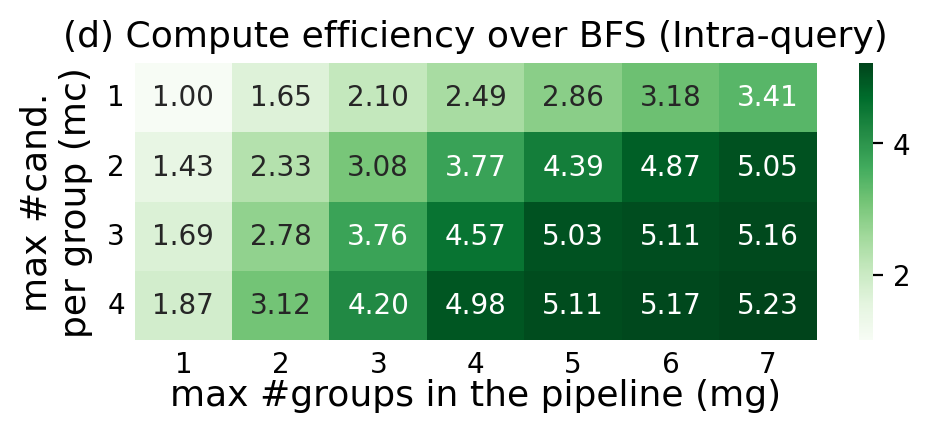 (d) Compute efficiency over BFS (Intra-query)
max #cand.
per group (mc)
1 1.00 1.65 2.10 2.49 2.86 3.18 3.41
2 1.43 2.33 3.08 3.77 4.39 4.87 5.05
3 1.69 2.78 3.76 4.57 5.03 5.11 5.16
4 1.87 3.12 4.20 4.98 5.11 5.17 5.23
1 2 3 4 5 6 7
max #groups in the pipeline (mg)
4
2